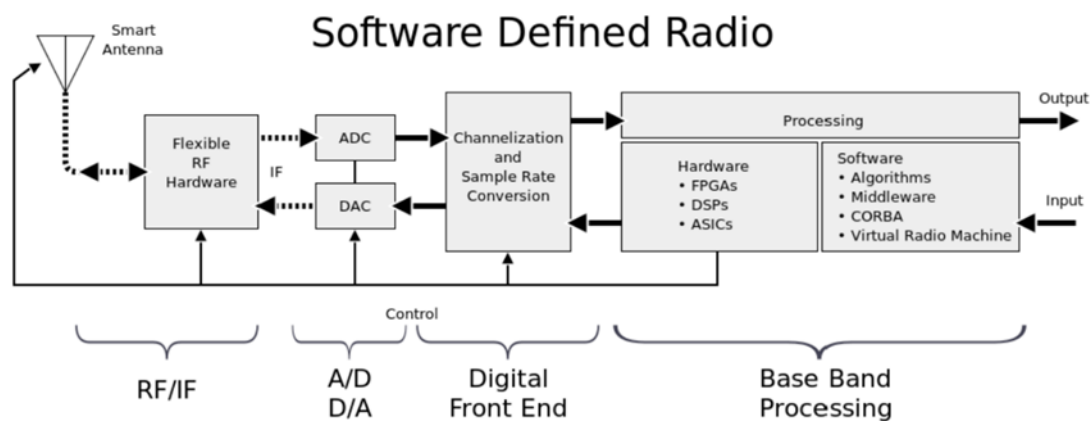 Software Defined Radio
Smart
Antenna
Flexible
RF
Hardware
IF
ADC
DAC
Channelization
and
Sample Rate
Conversion
Processing
Hardware
• FPGAs
• DSPs
• ASICs
Software
• Algorithms
• Middleware
• CORBA
• Virtual Radio Machine
Output
Input
Control
RF/IF
A/D
D/A
Digital
Front End
Base Band
Processing